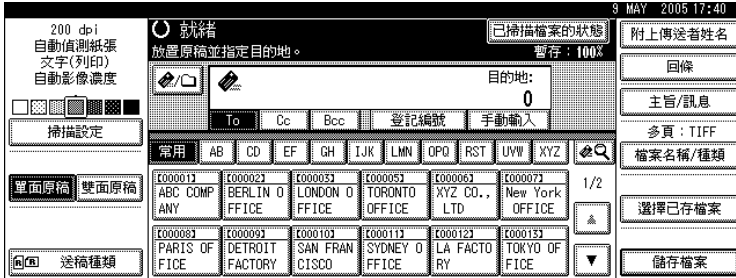 9 MAY 2005 17:40
200 dpi
自動偵測紙張
文字(列印)
自動影像濃度
掃描設定
單面原稿 雙面原稿
送稿種類
就緒
已掃描檔案的狀態
放置原稿並指定目的地。
暫存：100%
目的地:
0
To Cc Bcc 登記編號 手動輸入
常用 AB CD EF GH IJK LMN OPQ RST UVW XYZ
[00001] [00002] [00003] [00011] [00006] [00007]
ABC COMP BERLIN O LONDON O TORONTO XYZ CO., New York
ANY FFICE FFICE OFFICE LTD OFFICE
1/2
[00008] [00009] [00010] [00011] [00012] [00013]
PARIS OF DETROIT SAN FRAN SYDNEY O LA FACTO TOKYO OF
FICE FACTORY CISCO FFICE RY FICE
附上傳送者姓名
回條
主旨/訊息
多頁：TIFF
檔案名稱/種類
選擇已存檔案
儲存檔案